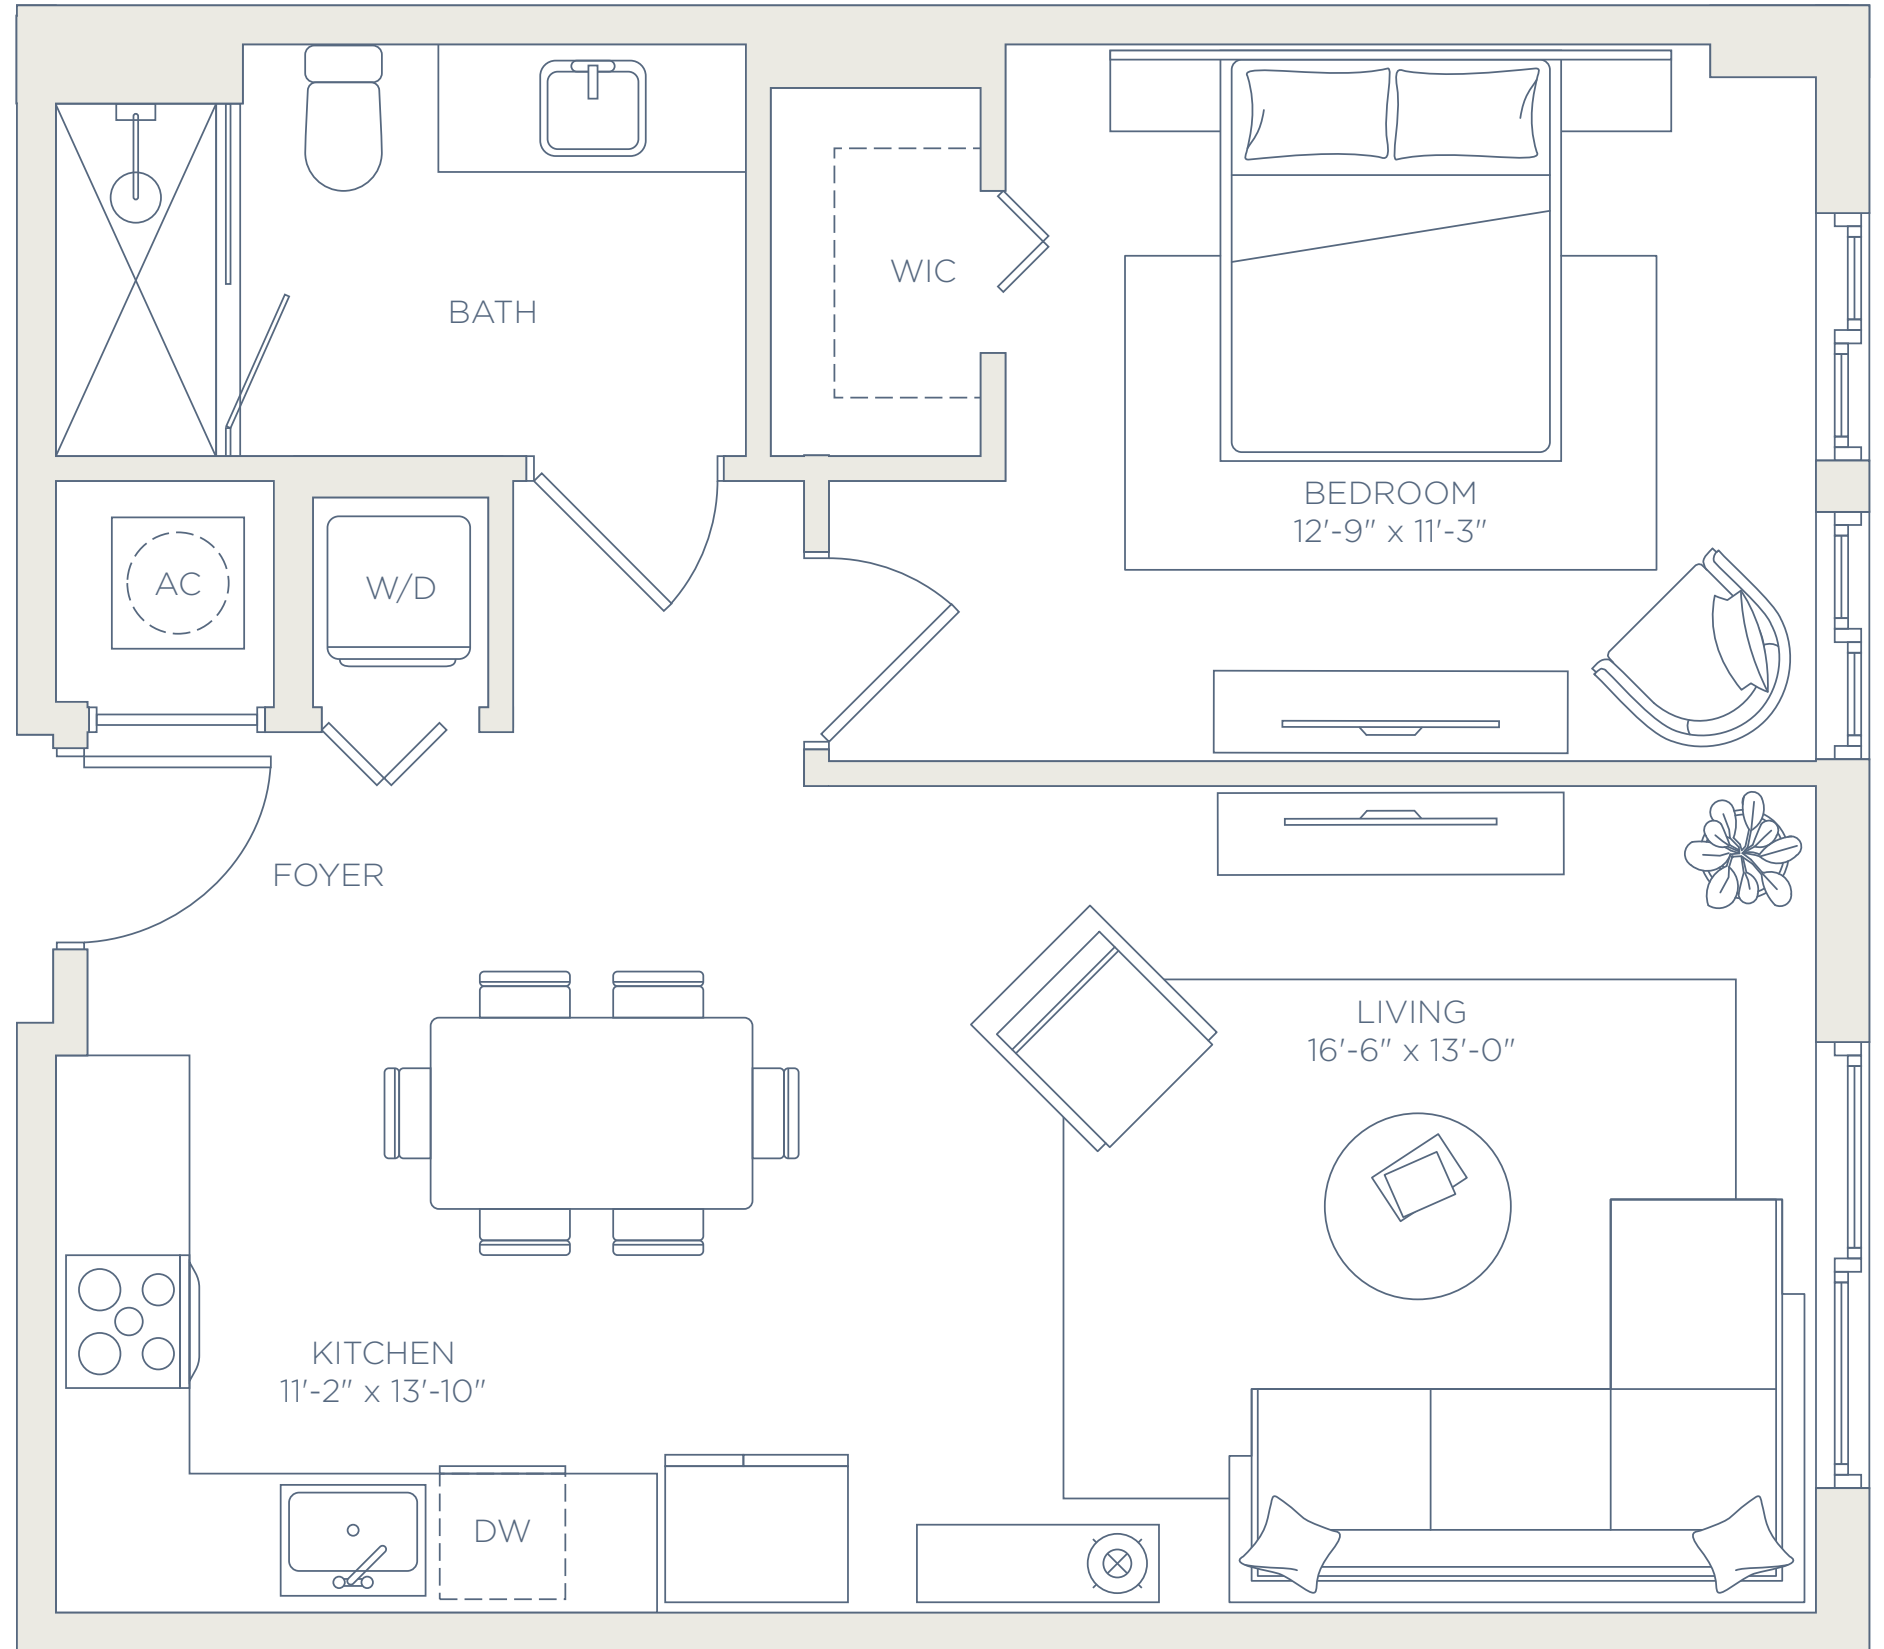 BATH
WIC
BEDROOM
12'-9" x 11'-3"
AC
W/D
FOYER
LIVING
16'-6" x 13'-0"
KITCHEN
11'-2" x 13'-10"
DW